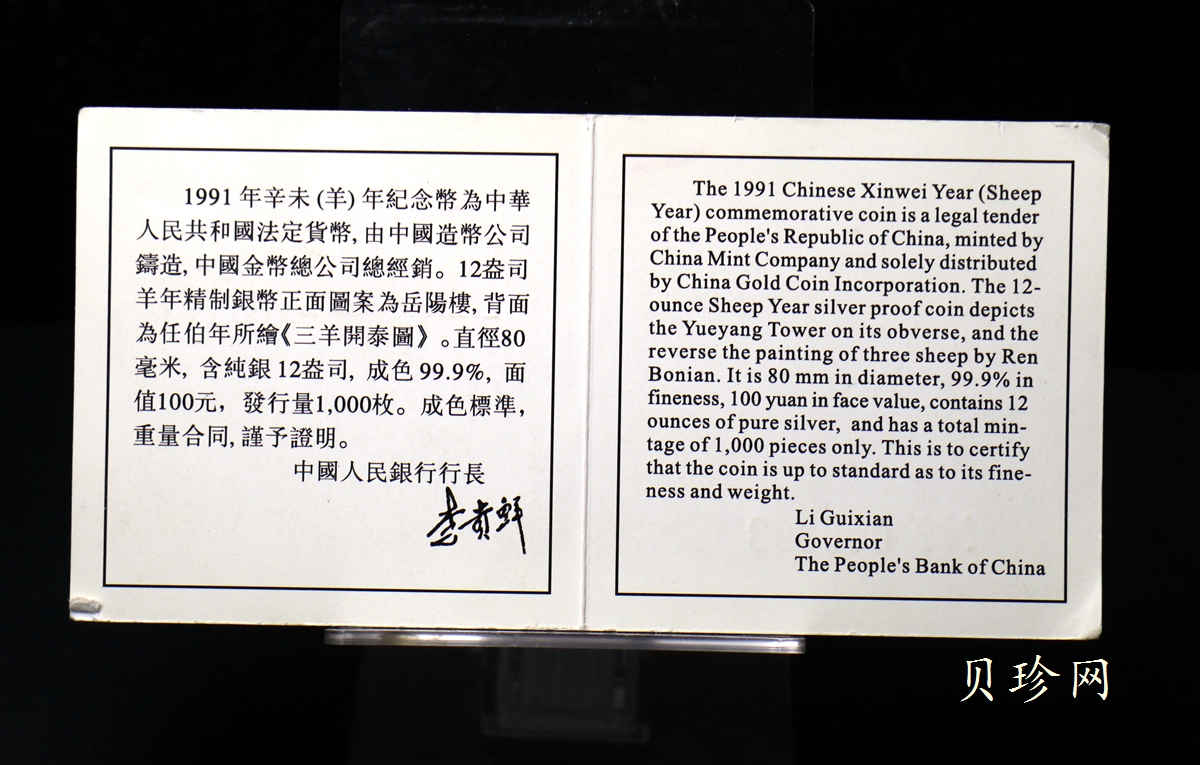 1991年辛未(羊)年紀念幣為中華
人民共和國法定貨幣,由中國造幣公司
鑄造,中國金幣總公司總經銷。12盎司
羊年精制銀幣正面圖案為岳陽樓,背面
為任伯年所繪《三羊開泰圖》。直徑80
毫米,含純銀12盎司,成色99.9%,面
值100元,發行量1,000枚。成色標準,
重量合同,謹予證明。
中國人民銀行行長
李貴鮮
The 1991 Chinese Xinwei Year (Sheep
Year) commemorative coin is a legal tender
of the People's Republic of China, minted by
China Mint Company and solely distributed
by China Gold Coin Incorporation. The 12-
ounce Sheep Year silver proof coin depicts
the Yueyang Tower on its obverse, and the
reverse the painting of three sheep by Ren
Bonian. It is 80 mm in diameter, 99.9% in
fineness, 100 yuan in face value, contains 12
ounces of pure silver, and has a total min-
tage of 1,000 pieces only. This is to certify
that the coin is up to standard as to its fine-
ness and weight.
Li Guixian
Governor
The People's Bank of China
贝珍网